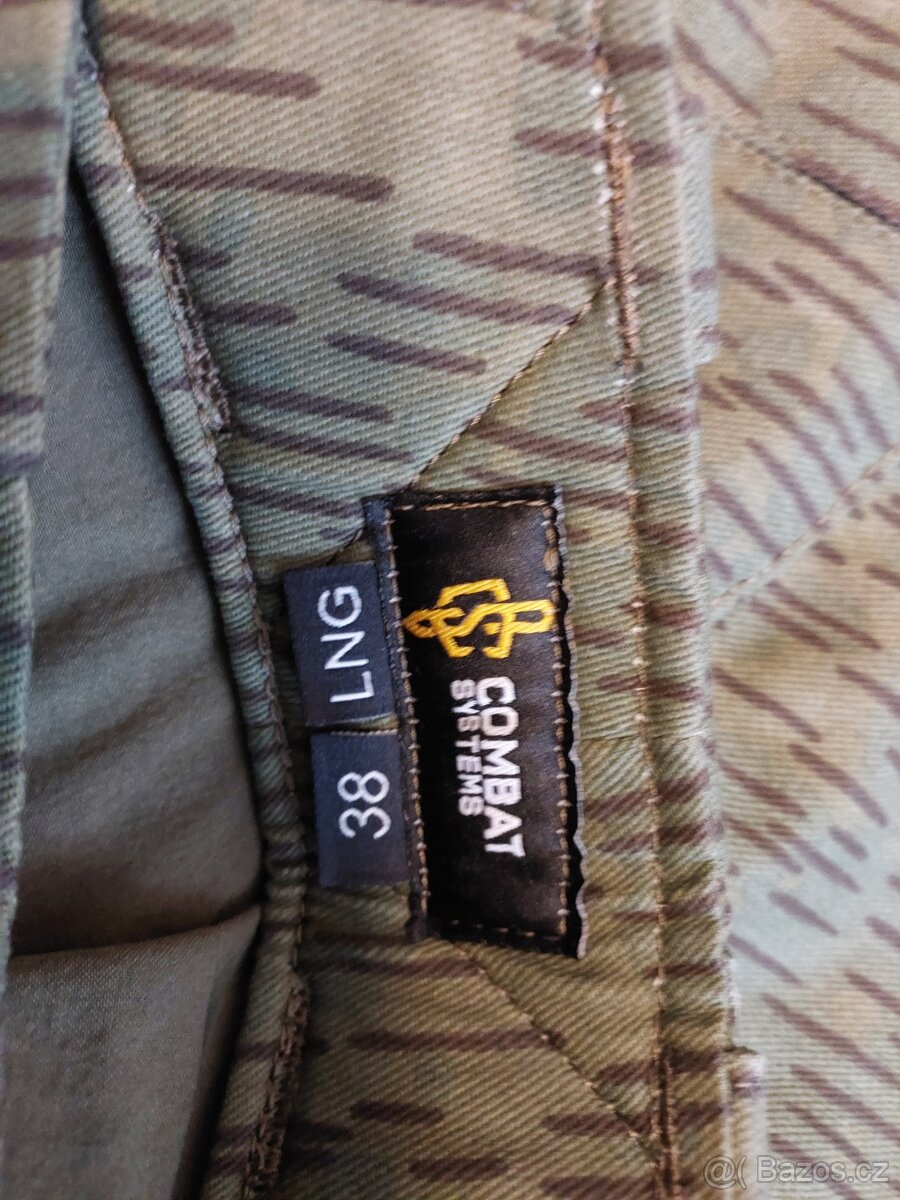 COMBAT
SYSTEMS
38
LNG
@( Bazos.cz